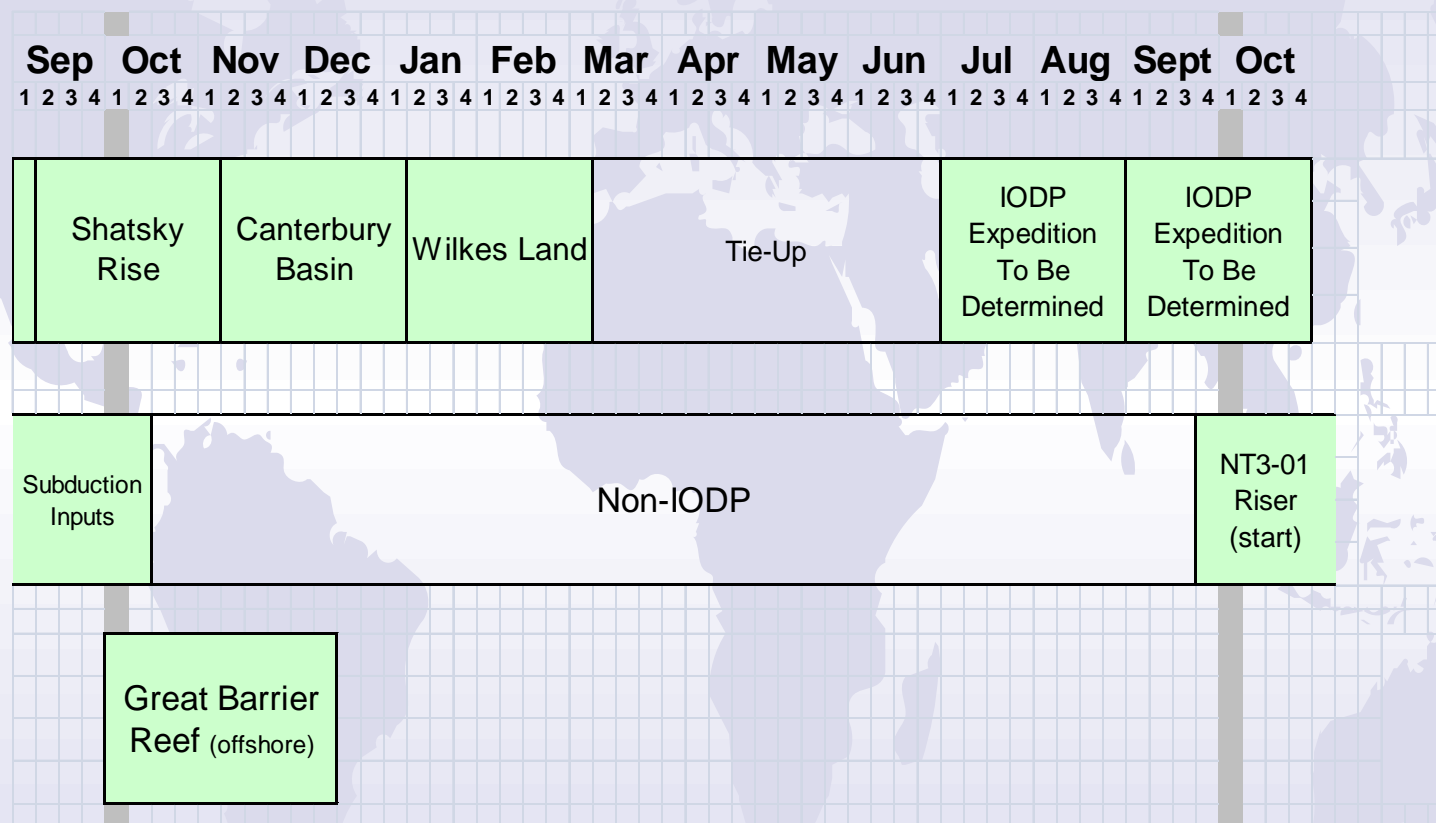 Sep Oct Nov Dec Jan Feb Mar Apr May Jun Jul Aug Sept Oct
1 2 3 4 1 2 3 4 1 2 3 4 1 2 3 4 1 2 3 4 1 2 3 4 1 2 3 4 1 2 3 4 1 2 3 4 1 2 3 4 1 2 3 4 1 2 3 4 1 2 3 4 1 2 3 4
Shatsky
Rise
Canterbury
Basin
Wilkes Land
Tie-Up
IODP
Expedition
To Be
Determined
IODP
Expedition
To Be
Determined
Subduction
Inputs
Non-IODP
NT3-01
Riser
(start)
Great Barrier
Reef (offshore)